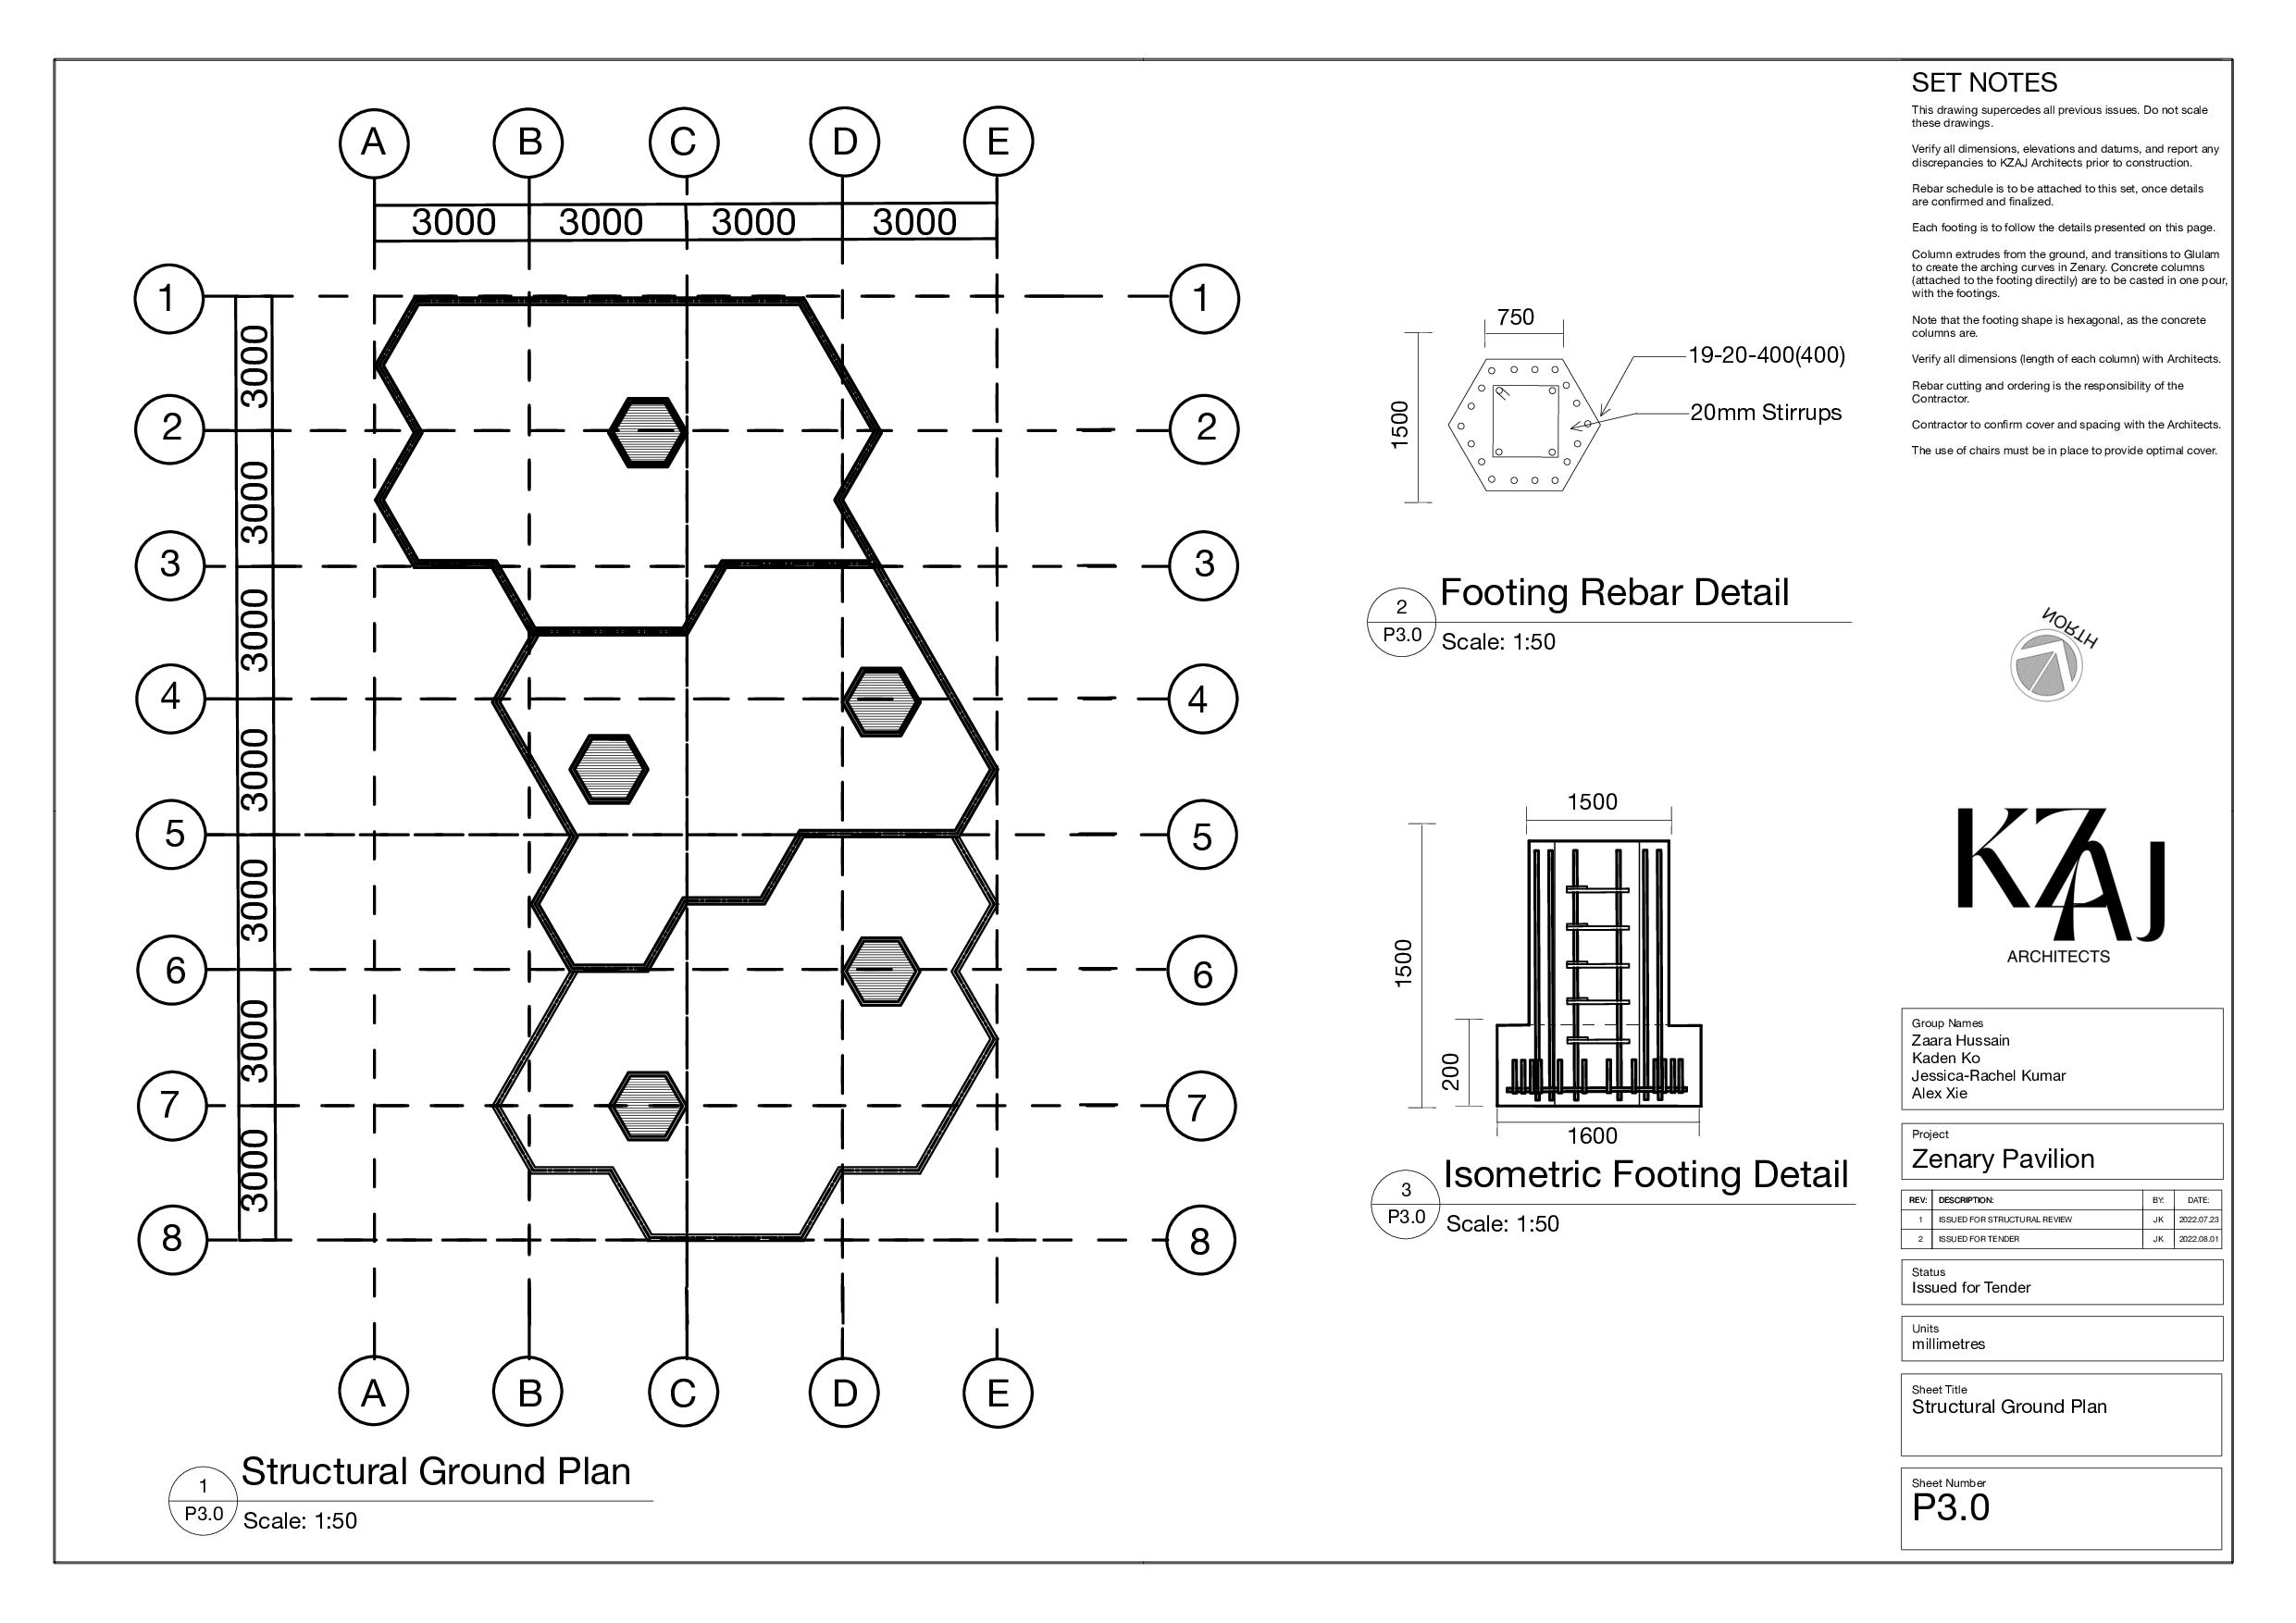 A B C D E
3000 3000 3000 3000
1 1
3000
2 2
3000
3 3
3000
4 4
3000
5 5
3000
6 6
3000
7 7
3000
8 8
A B C D E
1
P3.0
Structural Ground Plan
Scale: 1:50
750
1500
19-20-400(400)
20mm Stirrups
2
P3.0
Footing Rebar Detail
Scale: 1:50
1500
1500
200
1600
3
P3.0
Isometric Footing Detail
Scale: 1:50
SET NOTES
This drawing supercedes all previous issues. Do not scale
these drawings.
Verify all dimensions, elevations and datums, and report any
discrepancies to KZAJ Architects prior to construction.
Rebar schedule is to be attached to this set, once details
are confirmed and finalized.
Each footing is to follow the details presented on this page.
Column extrudes from the ground, and transitions to Glulam
to create the arching curves in Zenary. Concrete columns
(attached to the footing directily) are to be casted in one pour,
with the footings.
Note that the footing shape is hexagonal, as the concrete
columns are.
Verify all dimensions (length of each column) with Architects.
Rebar cutting and ordering is the responsibility of the
Contractor.
Contractor to confirm cover and spacing with the Architects.
The use of chairs must be in place to provide optimal cover.
NORTH
KZAJ
ARCHITECTS
Group Names
Zaara Hussain
Kaden Ko
Jessica-Rachel Kumar
Alex Xie
Project
Zenary Pavilion
REV: DESCRIPTION: BY: DATE:
1 ISSUED FOR STRUCTURAL REVIEW JK 2022.07.23
2 ISSUED FOR TENDER JK 2022.08.01
Status
Issued for Tender
Units
millimetres
Sheet Title
Structural Ground Plan
Sheet Number
P3.0